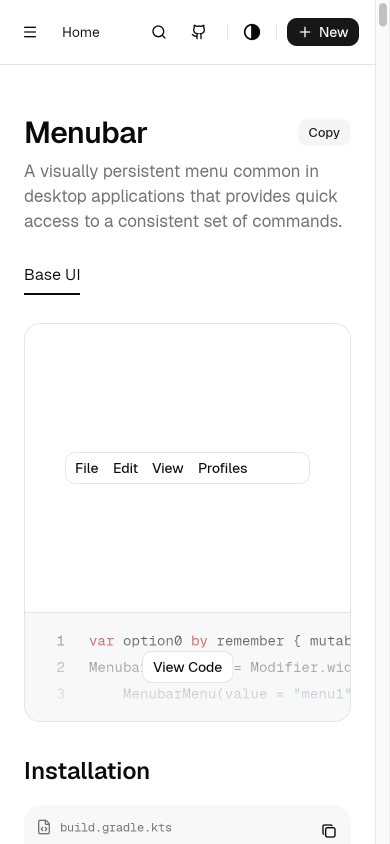 Home
New
Menubar
Copy
A visually persistent menu common in
desktop applications that provides quick
access to a consistent set of commands.
Base UI
File Edit View Profiles
1 var option0 by remember { mutab
2 Menuba = Modifier.wid
View Code
3 MenubarMenu(value = "menu1"
Installation
build.gradle.kts